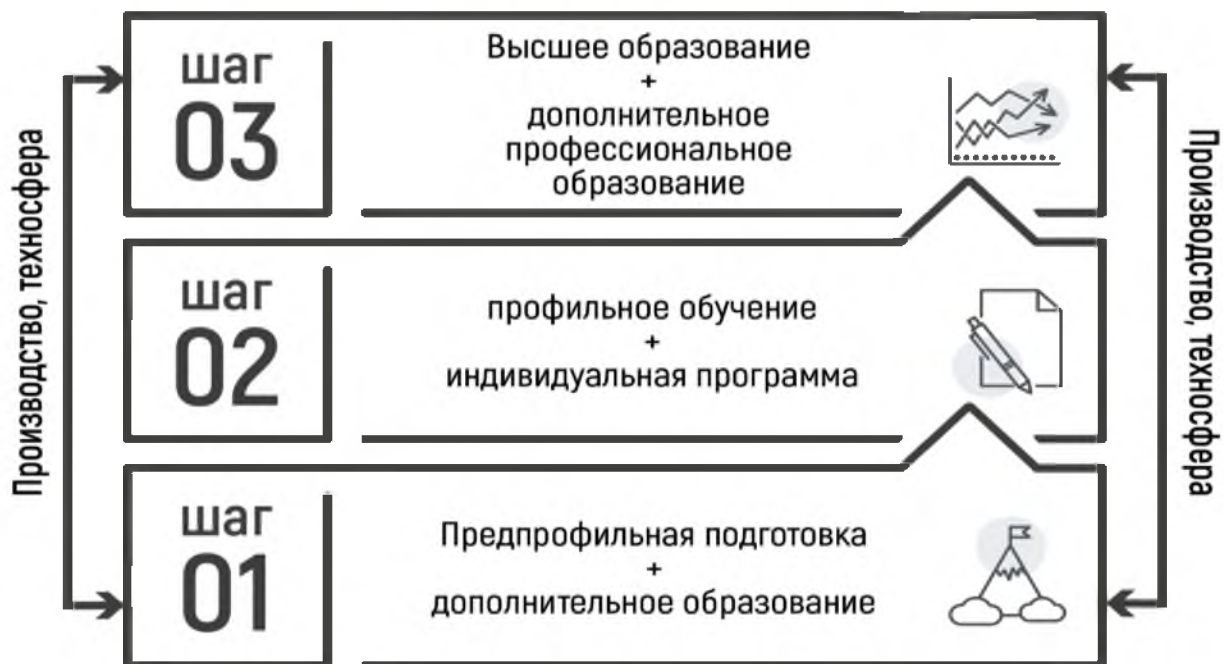 Производство, техносфера
шаг
03
Высшее образование
+
дополнительное
профессиональное
образование
шаг
02
профильное обучение
+
индивидуальная программа
шаг
01
Предпрофильная подготовка
+
дополнительное образование
Производство, техносфера